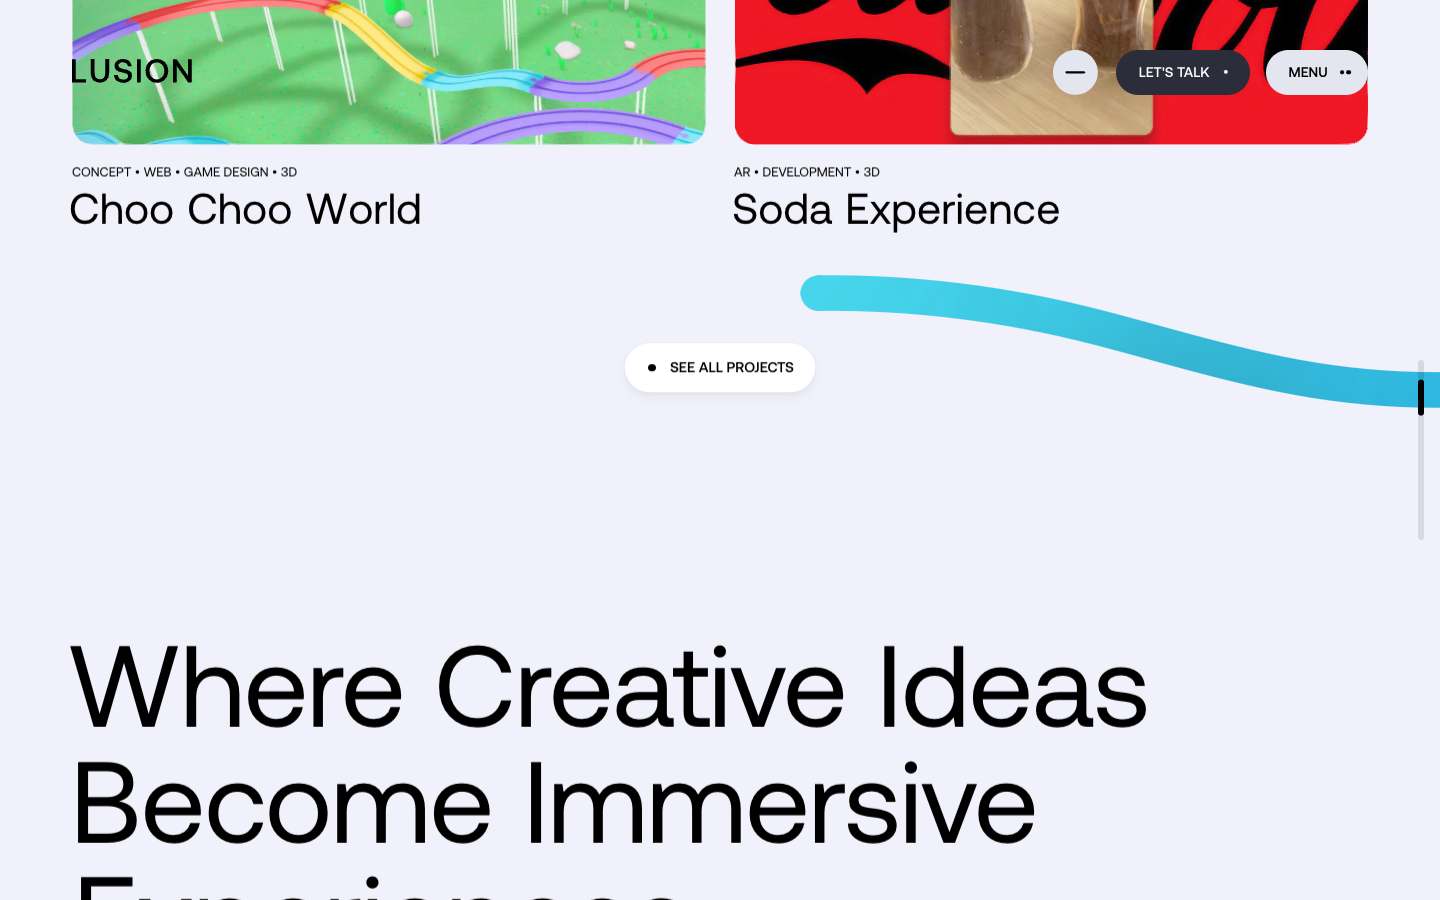 LUSION
LET'S TALK
MENU
CONCEPT • WEB • GAME DESIGN • 3D
Choo Choo World
AR • DEVELOPMENT • 3D
Soda Experience
SEE ALL PROJECTS
Where Creative Ideas
Become Immersive
Experiences